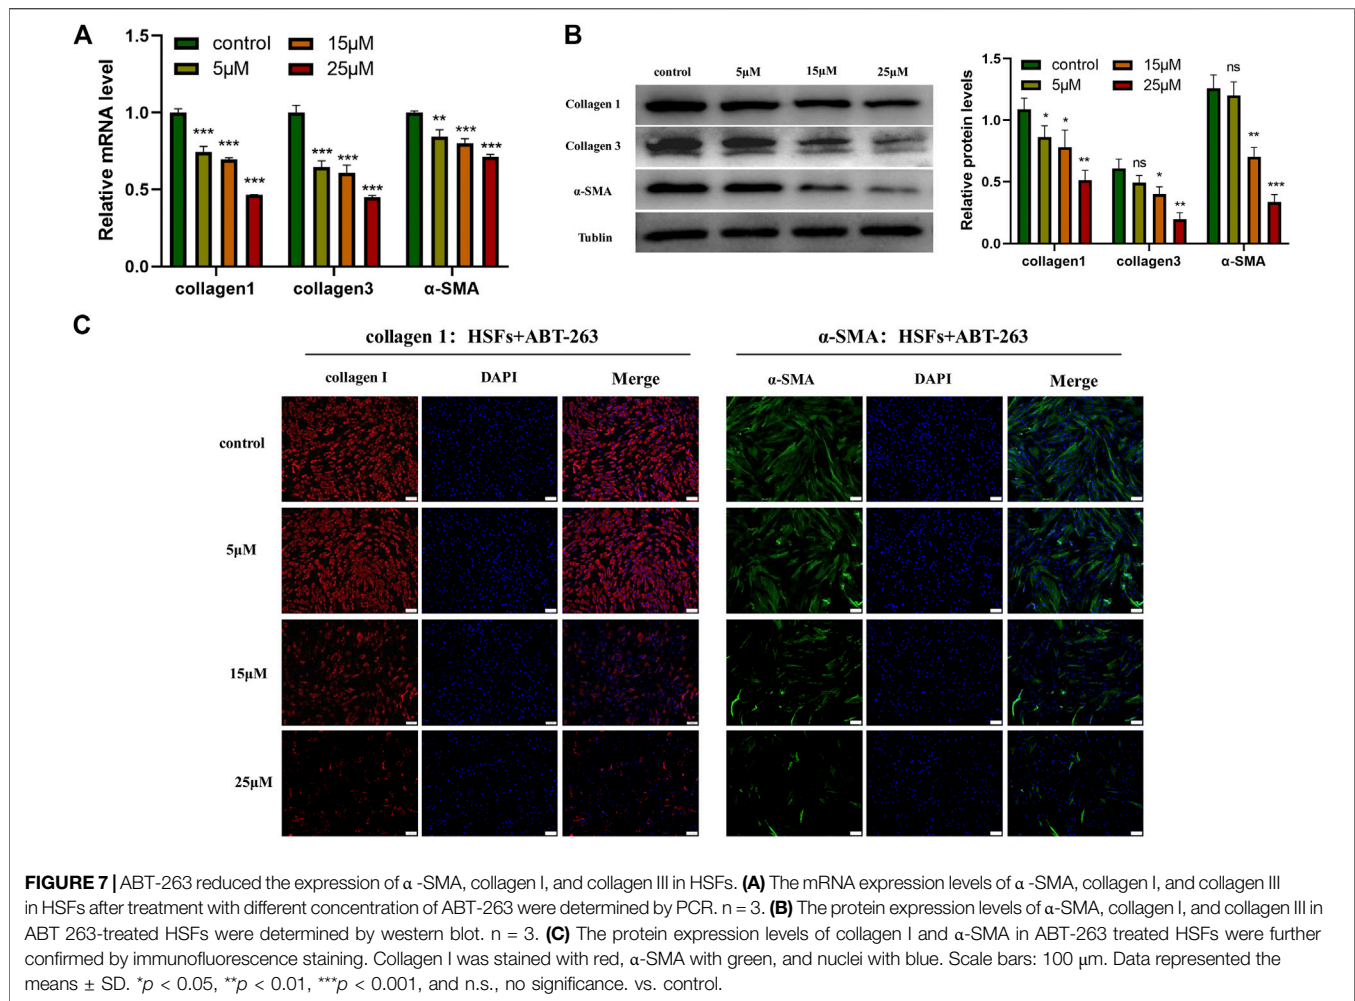 A
1.5
1.0
0.5
0.0
Relative mRNA level
control
15μM
5μM
25μM
***
***
***
***
***
***
**
***
***
collagen1
collagen3
α-SMA
B
control
5μM
15μM
25μM
Collagen 1
Collagen 3
α-SMA
Tublin
1.5
1.0
0.5
0.0
Relative protein levels
control
15μM
5μM
25μM
*
*
**
ns
*
**
ns
**
***
collagen1
collagen3
α-SMA
C
collagen 1: HSFs+ABT-263
α-SMA: HSFs+ABT-263
collagen I
DAPI
Merge
α-SMA
DAPI
Merge
control
5μM
15μM
25μM
FIGURE 7 | ABT-263 reduced the expression of α -SMA, collagen I, and collagen III in HSFs. (A) The mRNA expression levels of α -SMA, collagen I, and collagen III
in HSFs after treatment with different concentration of ABT-263 were determined by PCR. n = 3. (B) The protein expression levels of α-SMA, collagen I, and collagen III in
ABT 263-treated HSFs were determined by western blot. n = 3. (C) The protein expression levels of collagen I and α-SMA in ABT-263 treated HSFs were further
confirmed by immunofluorescence staining. Collagen I was stained with red, α-SMA with green, and nuclei with blue. Scale bars: 100 μm. Data represented the
means ± SD. *p < 0.05, **p < 0.01, ***p < 0.001, and n.s., no significance. vs. control.